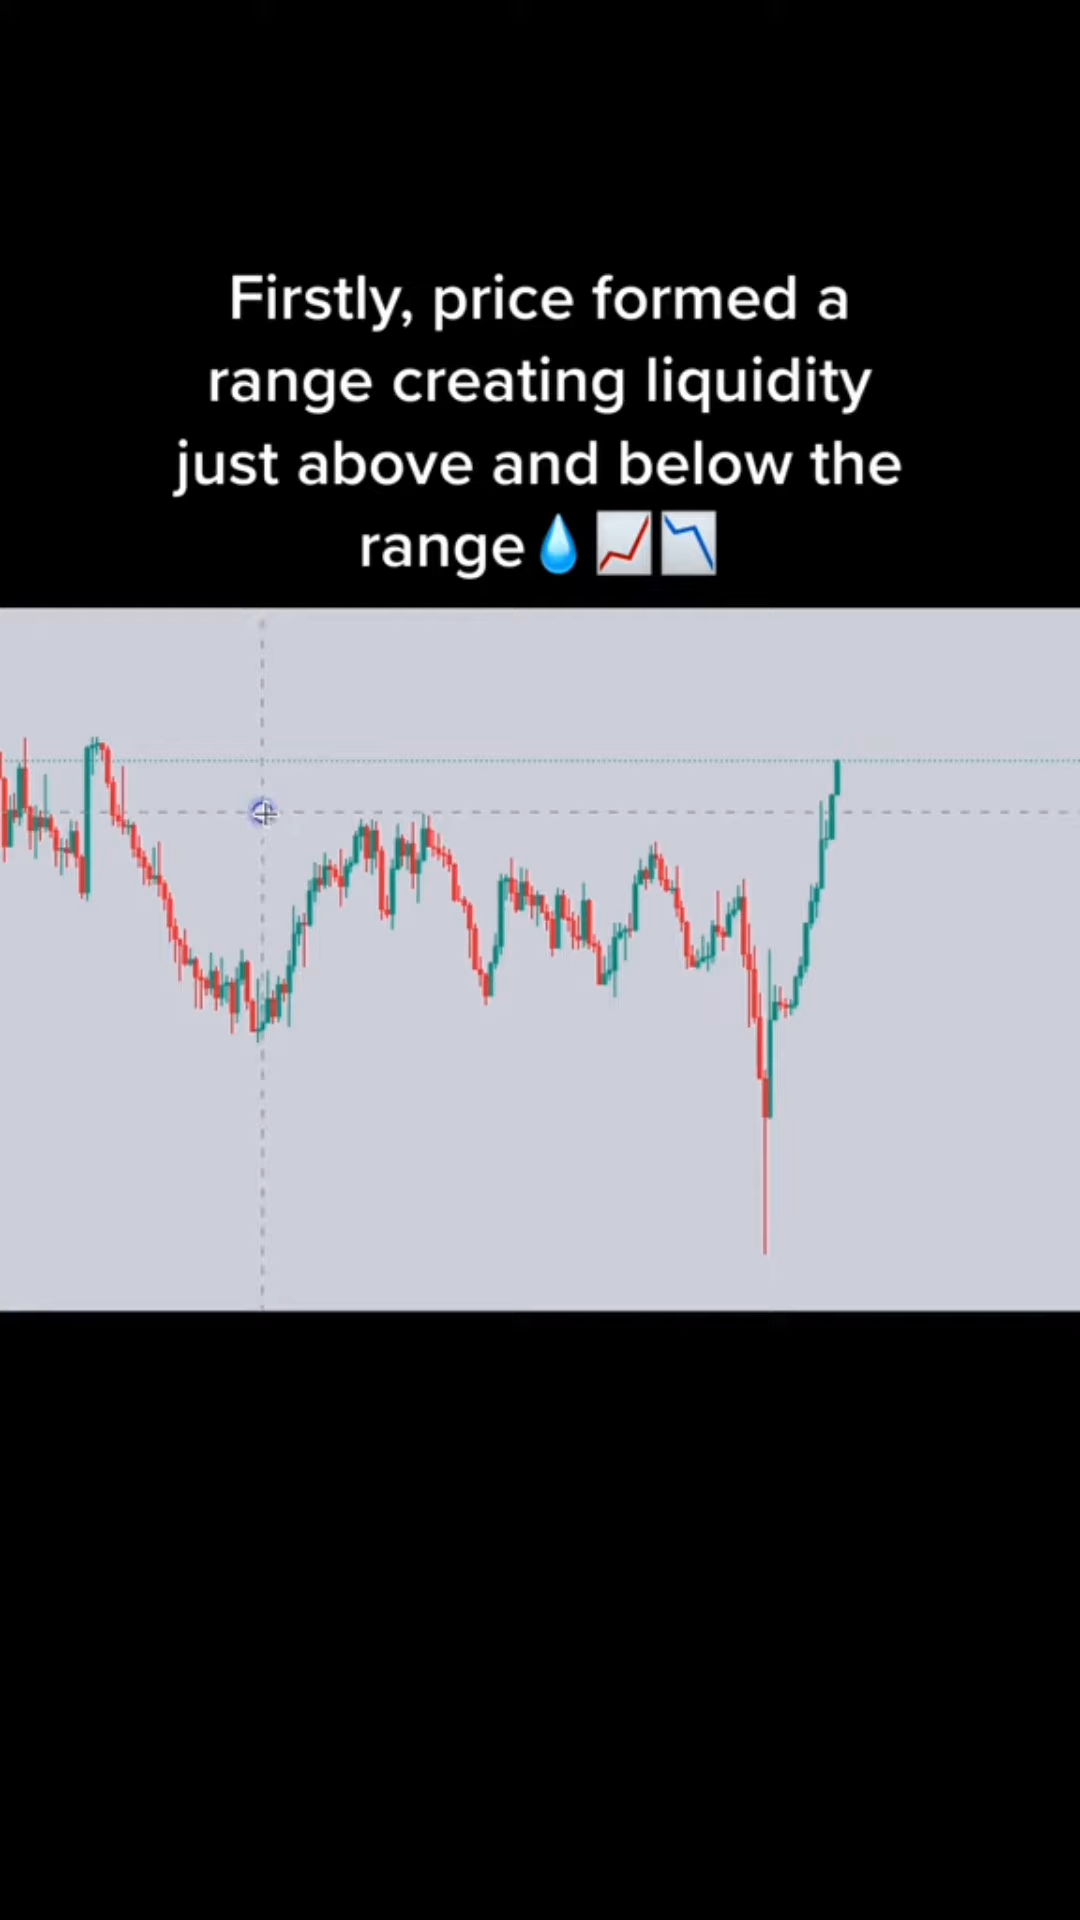 Firstly, price formed a
range creating liquidity
just above and below the
range💧📈📉